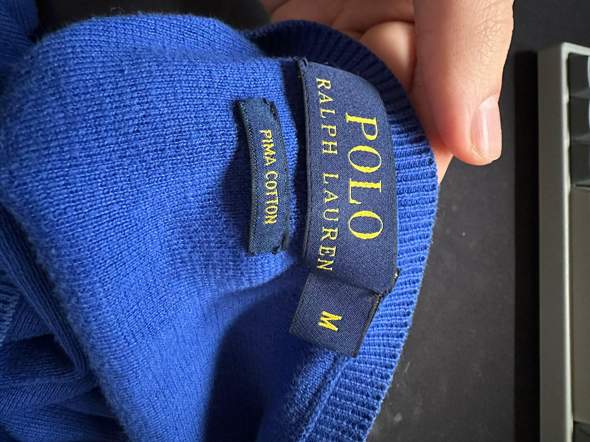 POLO
RALPH LAUREN
M
PIMA COTTON